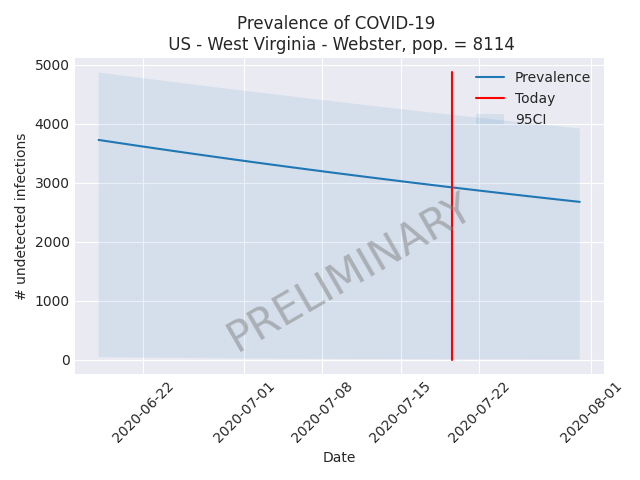 Prevalence of COVID-19
US - West Virginia - Webster, pop. = 8114
Prevalence
Today
95CI
5000
4000
3000
2000
1000
0
# undetected infections
PRELIMINARY
2020-06-22
2020-07-01
2020-07-08
2020-07-15
2020-07-22
2020-08-01
Date